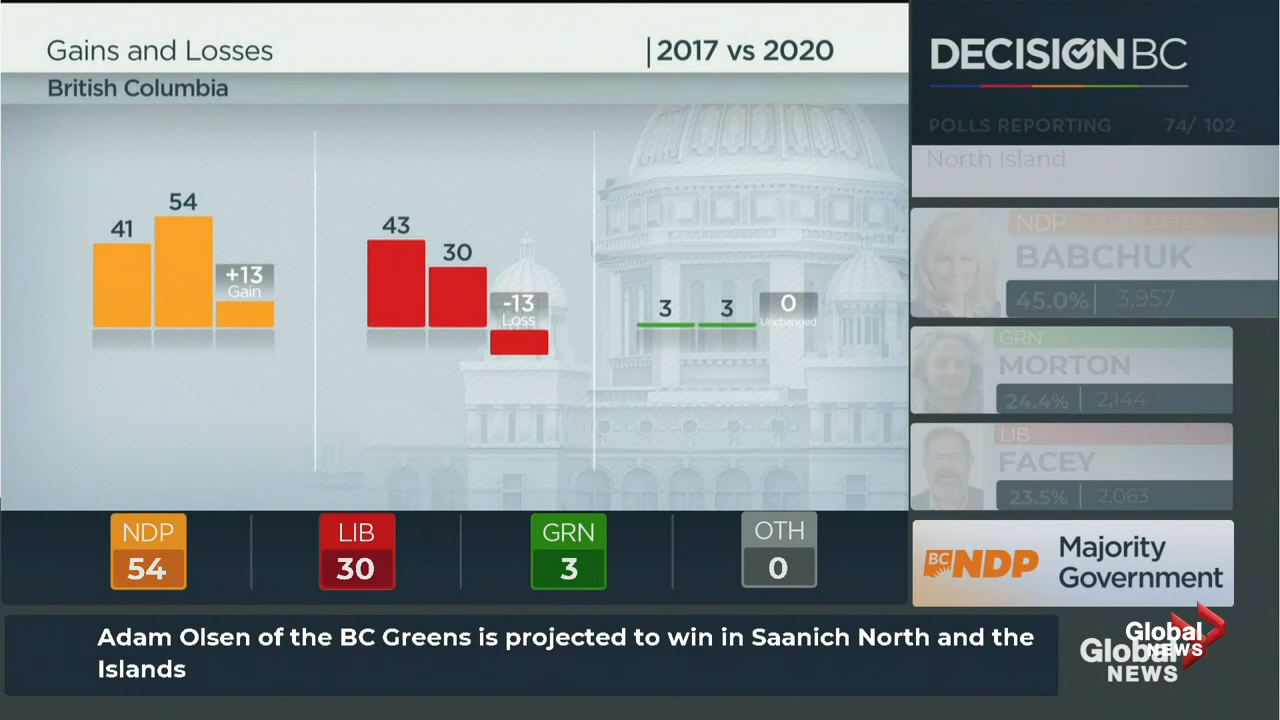 Gains and Losses
|2017 vs 2020
British Columbia
41
54
+13
Gain
43
30
-13
Loss
3
3
0
Unchanged
NDP
54
LIB
30
GRN
3
OTH
0
Adam Olsen of the BC Greens is projected to win in Saanich North and the
Islands
DECISION BC
POLLS REPORTING 74/ 102
North Island
NDP
BABCHUK
45.0% 3,957
GRN
MORTON
24.4% 2,144
LIB
FACEY
23.5% 2,063
BC NDP
Majority
Government
Global
NEWS
Global
NEWS